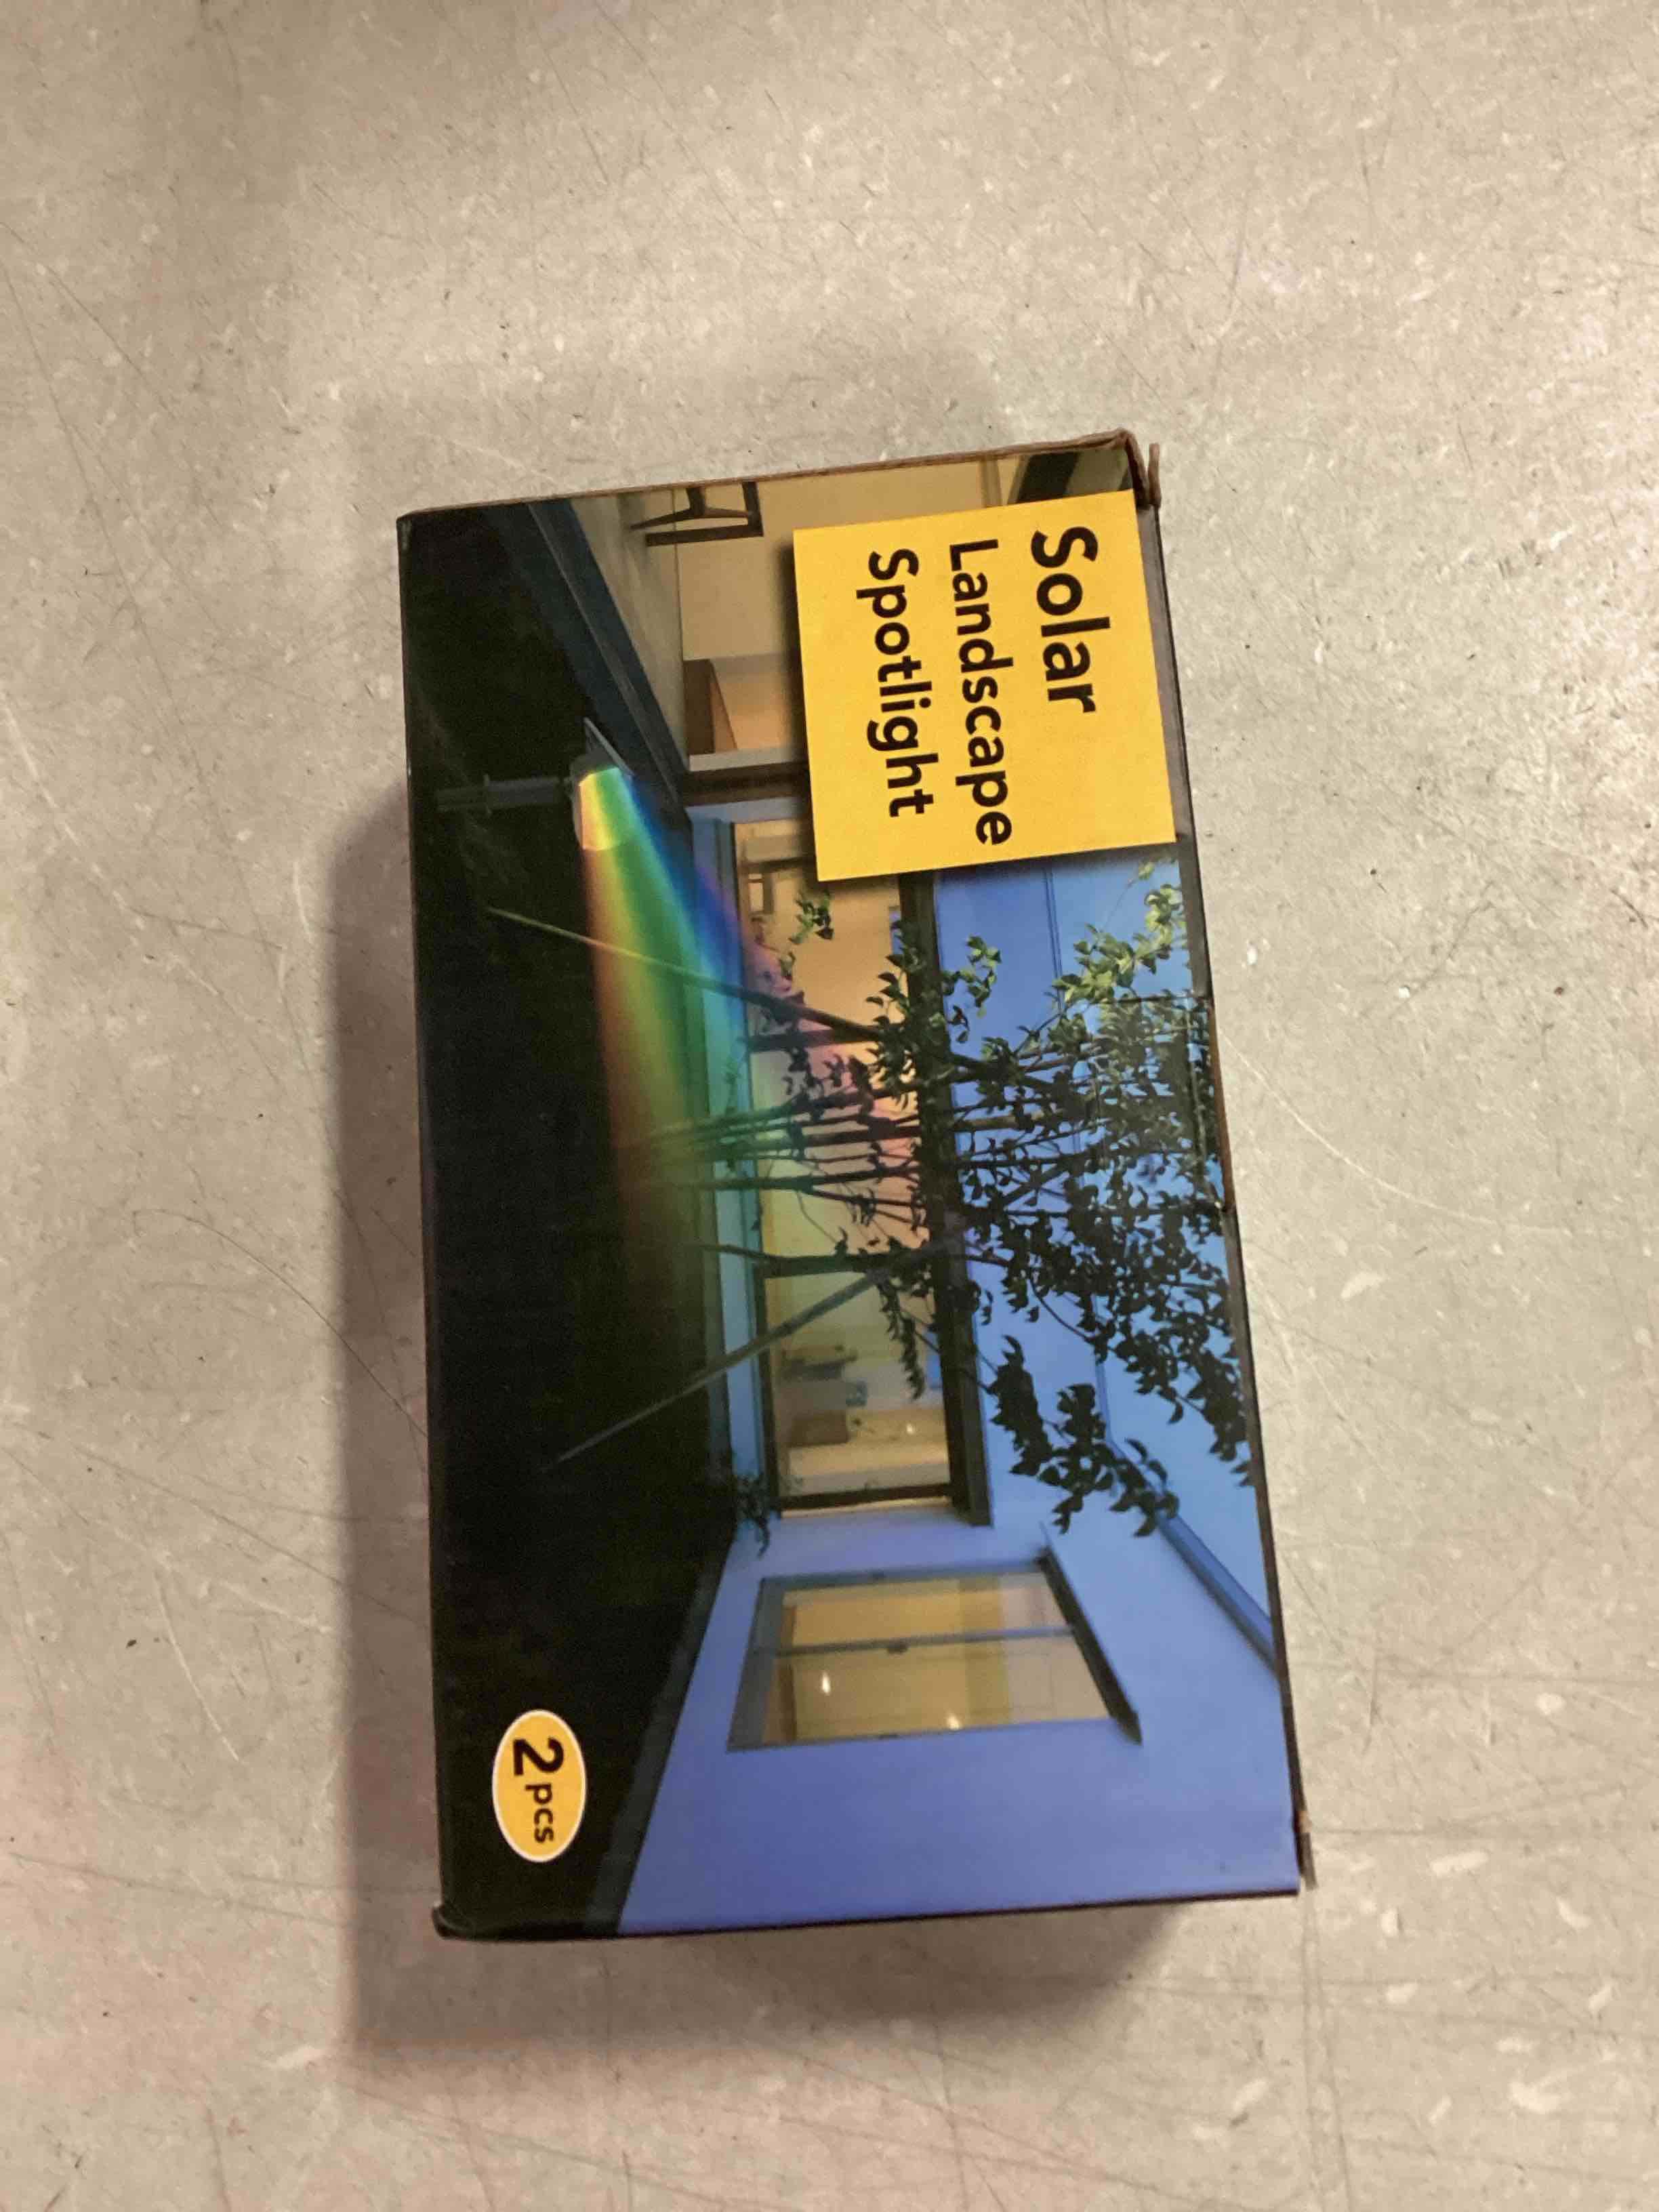 Solar
Landscape
Spotlight
2pcs